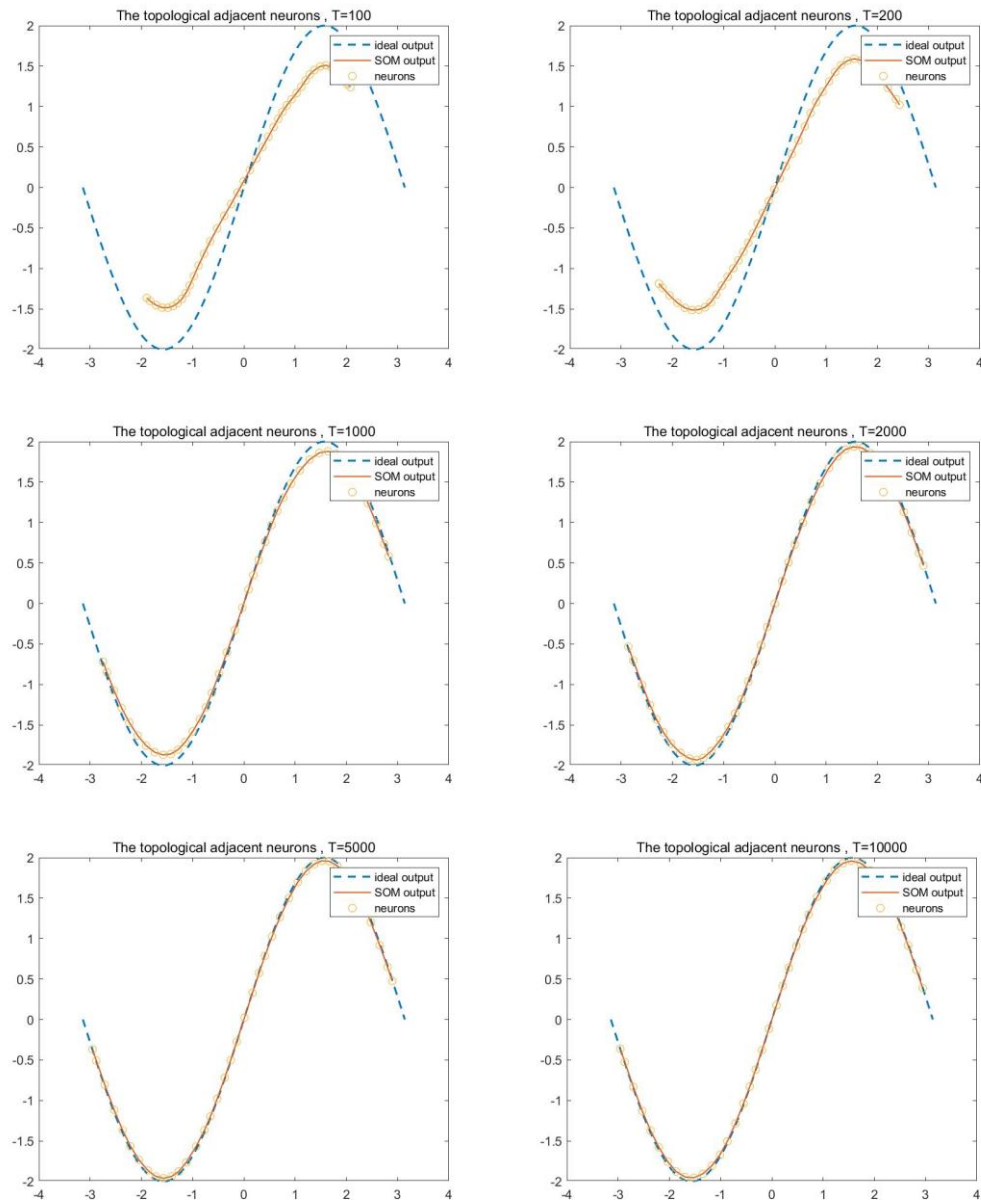 The topological adjacent neurons , T=100
2
1.5
1
0.5
0
-0.5
-1
-1.5
-2
-4 -3 -2 -1 0 1 2 3 4
ideal output
SOM output
neurons
The topological adjacent neurons , T=200
2
1.5
1
0.5
0
-0.5
-1
-1.5
-2
-4 -3 -2 -1 0 1 2 3 4
ideal output
SOM output
neurons
The topological adjacent neurons , T=1000
2
1.5
1
0.5
0
-0.5
-1
-1.5
-2
-4 -3 -2 -1 0 1 2 3 4
ideal output
SOM output
neurons
The topological adjacent neurons , T=2000
2
1.5
1
0.5
0
-0.5
-1
-1.5
-2
-4 -3 -2 -1 0 1 2 3 4
ideal output
SOM output
neurons
The topological adjacent neurons , T=5000
2
1.5
1
0.5
0
-0.5
-1
-1.5
-2
-4 -3 -2 -1 0 1 2 3 4
ideal output
SOM output
neurons
The topological adjacent neurons , T=10000
2
1.5
1
0.5
0
-0.5
-1
-1.5
-2
-4 -3 -2 -1 0 1 2 3 4
ideal output
SOM output
neurons